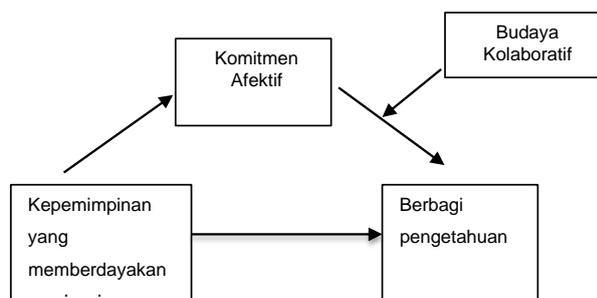 Budaya
Kolaboratif
Komitmen
Afektif
Kepemimpinan
yang
memberdayakan
Berbagi
pengetahuan